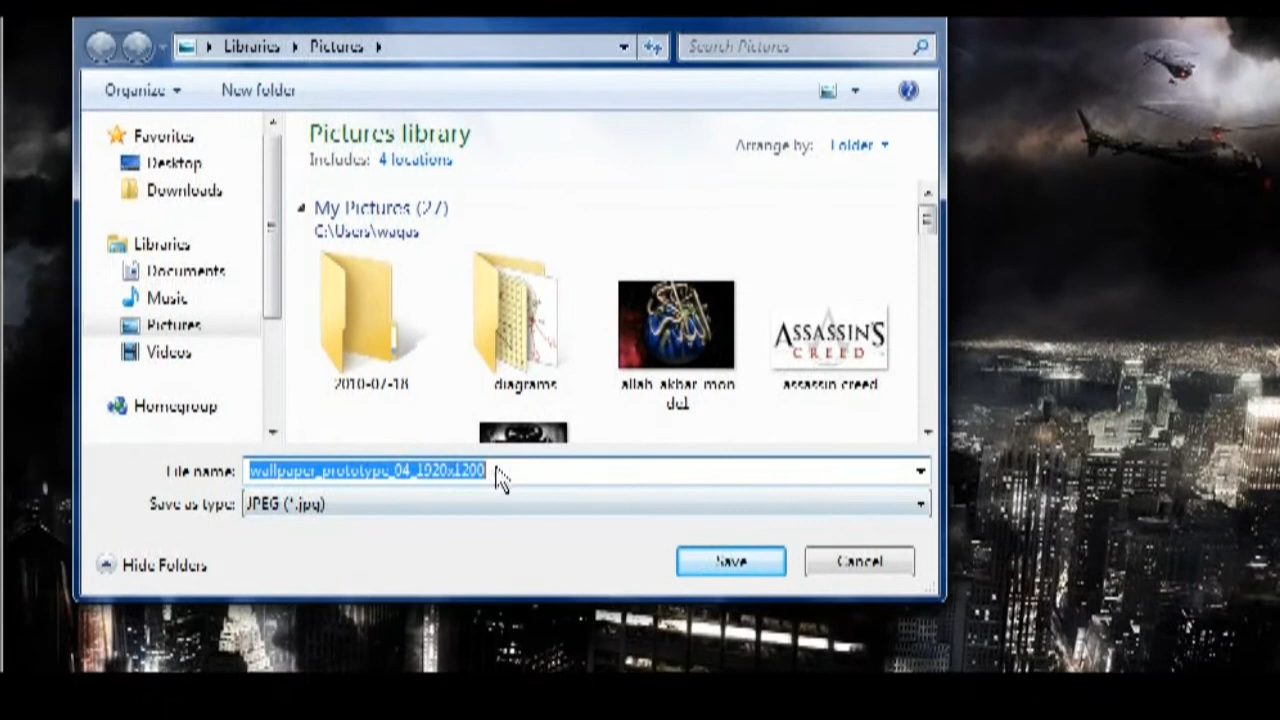 Libraries Pictures
Search Pictures
Organize
New folder
Pictures library
Includes: 4 locations
Arrange by: Folder
Favorites
Desktop
Downloads
Libraries
Documents
Music
Pictures
Videos
Homegroup
My Pictures (27)
C:\Users\waqas
2010-07-18
diagrams
allah_akbar_mon
del
ASSASSIN'S
CREED
assassin creed
File name: wallpaper_prototype_04_1920x1200
Save as type: JPEG (*.jpg)
Hide Folders
Save
Cancel